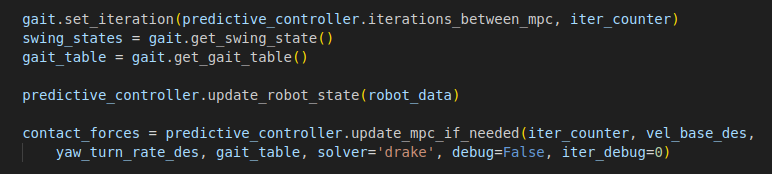 gait.set_iteration(predictive_controller.iterations_between_mpc, iter_counter)
swing_states = gait.get_swing_state()
gait_table = gait.get_gait_table()
predictive_controller.update_robot_state(robot_data)
contact_forces = predictive_controller.update_mpc_if_needed(iter_counter, vel_base_des,
yaw_turn_rate_des, gait_table, solver='drake', debug=False, iter_debug=0)